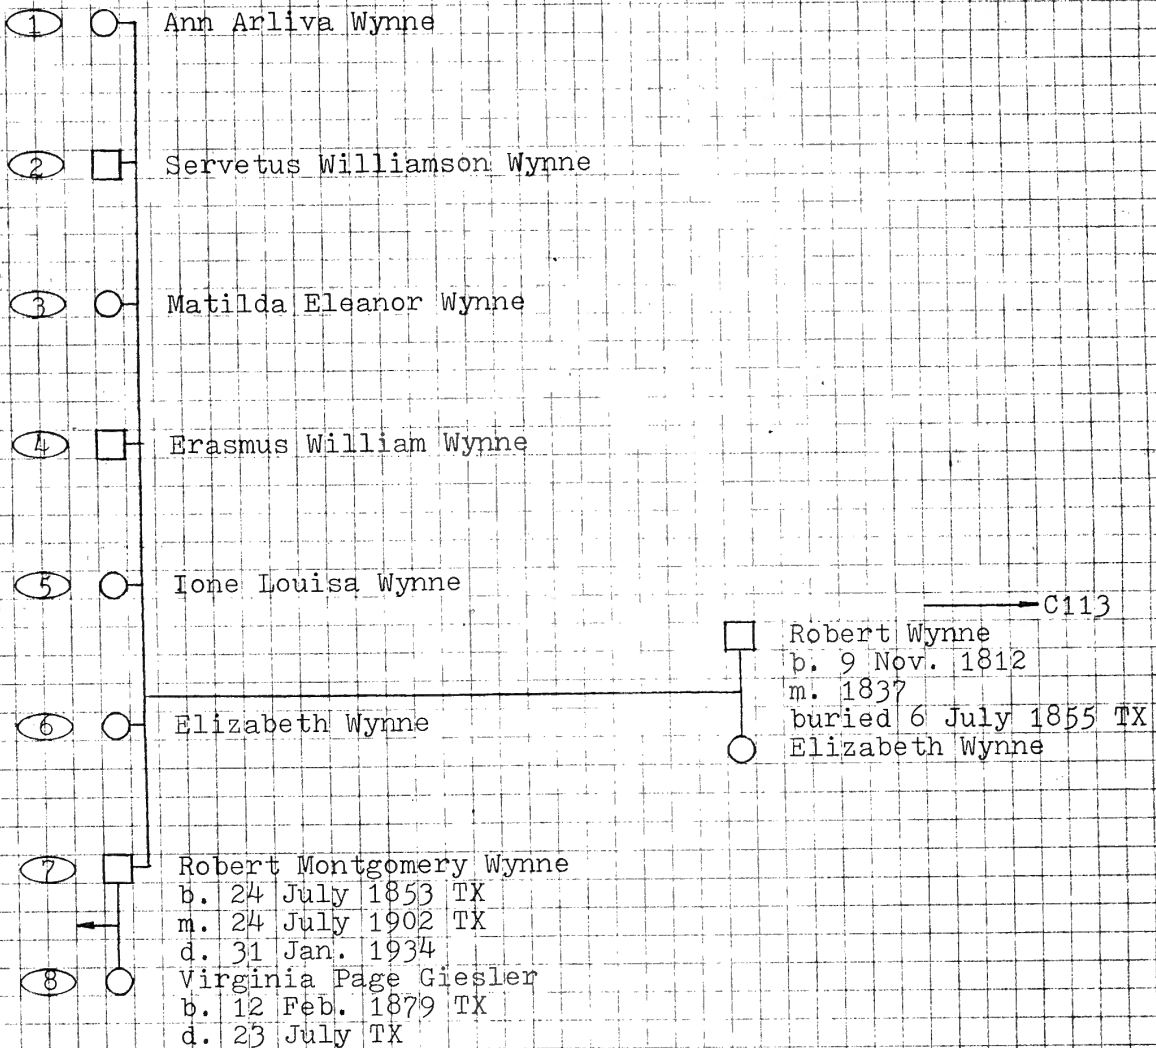 1 Ann Arliva Wynne
2 Servetus Williamson Wynne
3 Matilda Eleanor Wynne
4 Erasmus William Wynne
5 Ione Louisa Wynne
C113
Robert Wynne
b. 9 Nov. 1812
m. 1837
buried 6 July 1855 TX
Elizabeth Wynne
6 Elizabeth Wynne
7 Robert Montgomery Wynne
b. 24 July 1853 TX
m. 24 July 1902 TX
d. 31 Jan. 1934
8 Virginia Page Giesler
b. 12 Feb. 1879 TX
d. 23 July TX